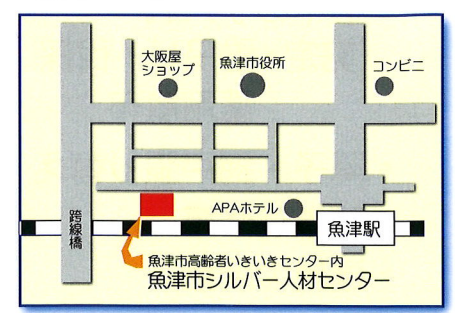 大阪屋
ショップ
魚津市役所
コンビニ
跨線橋
APAホテル
魚津駅
魚津市高齢者いきいきセンター内
魚津市シルバー人材センター